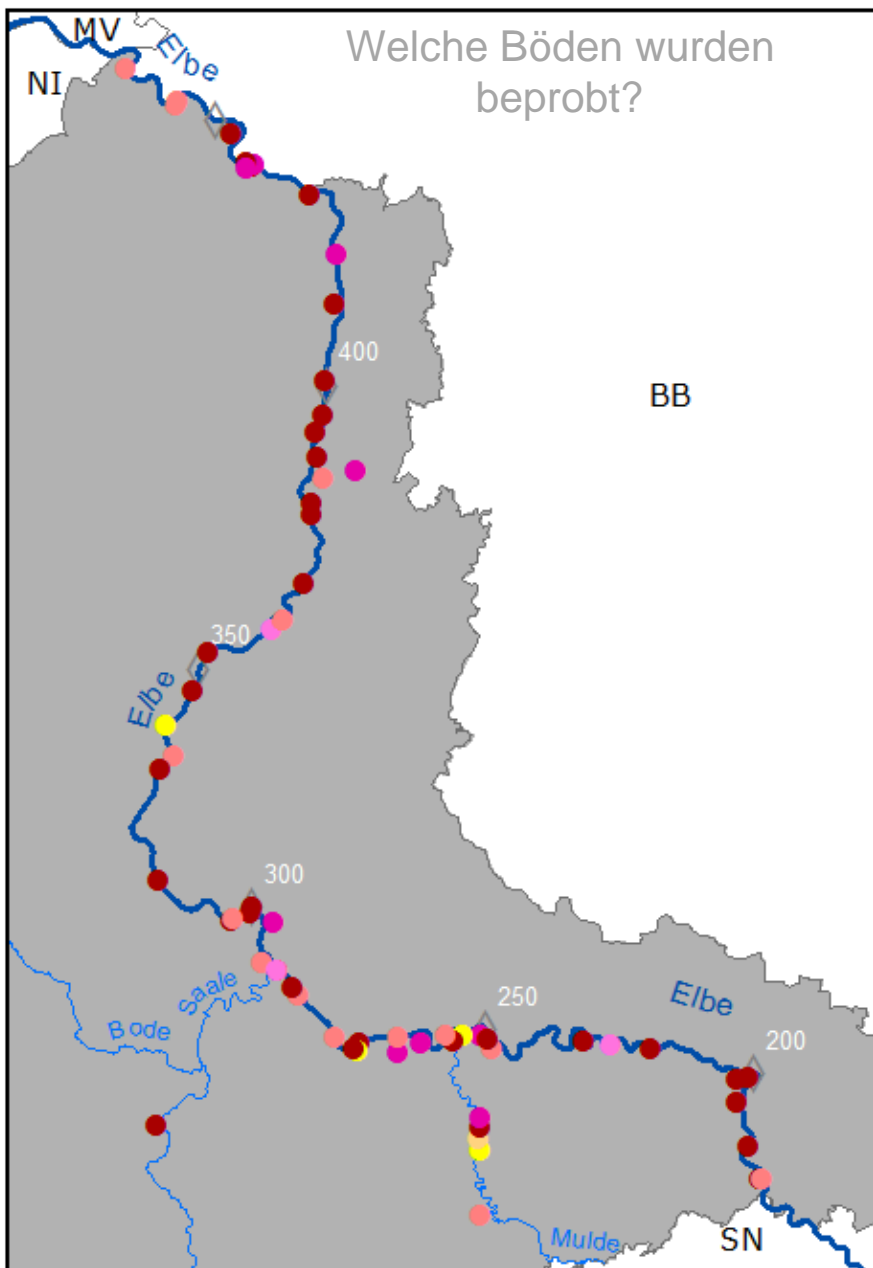 Welche Böden wurden
beprobt?
MV
Elbe
NI
400
BB
350
Elbe
300
Saale
Bode
250
Elbe
200
Mulde
SN